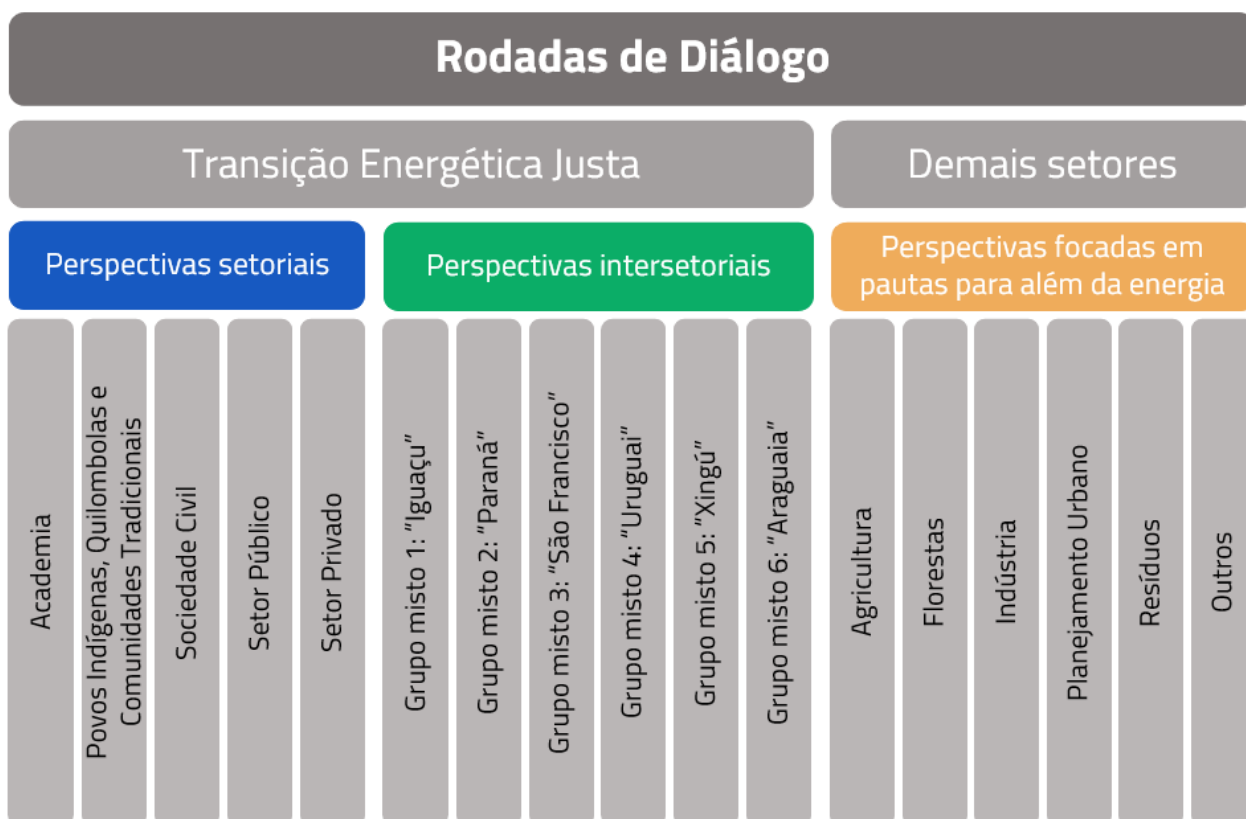 Rodadas de Diálogo
Transição Energética Justa
Demais setores
Perspectivas setoriais
Perspectivas intersetoriais
Perspectivas focadas em
pautas para além da energia
Academia
Povos Indígenas, Quilombolas e
Comunidades Tradicionais
Sociedade Civil
Setor Público
Setor Privado
Grupo misto 1: “Iguaçu”
Grupo misto 2: “Paraná”
Grupo misto 3: “São Francisco”
Grupo misto 4: “Uruguai”
Grupo misto 5: “Xingú”
Grupo misto 6: “Araguaia”
Agricultura
Florestas
Indústria
Planejamento Urbano
Resíduos
Outros